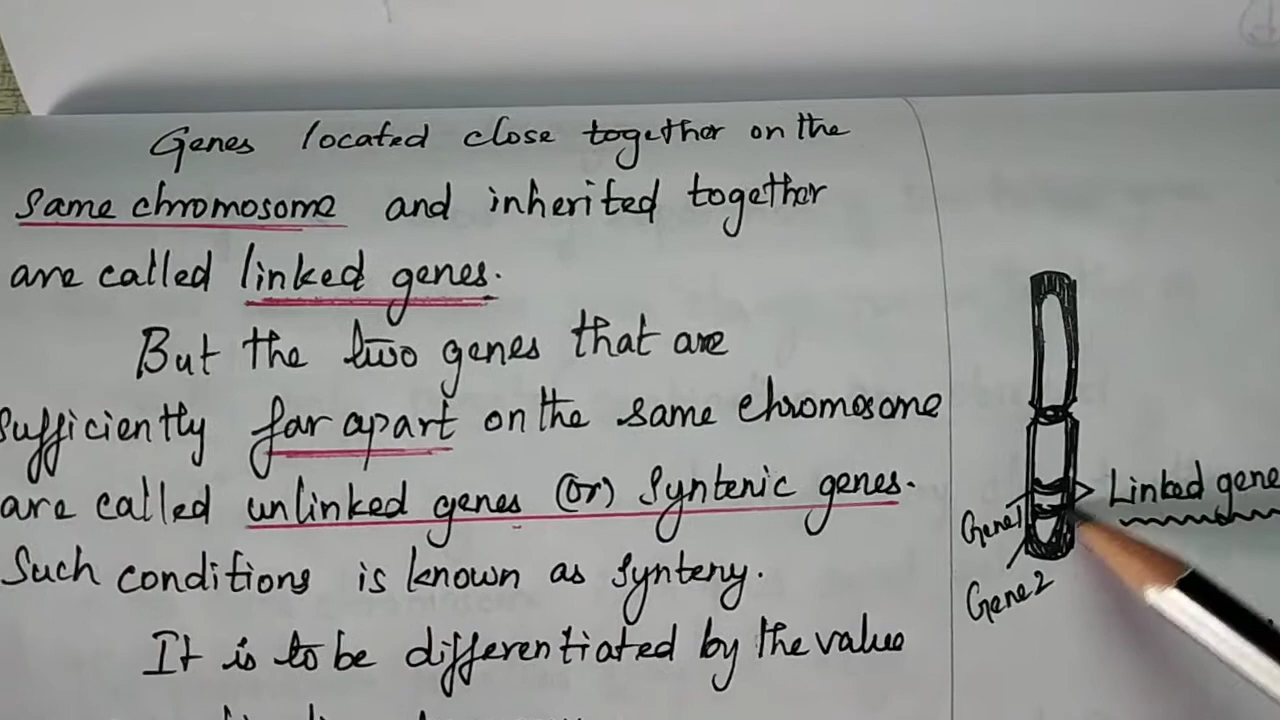 Genes located close together on the
same chromosome and inherited together
are called linked genes.
But the two genes that are
sufficiently far apart on the same chromosome
are called unlinked genes (or) Syntenic genes.
Such conditions is known as Synteny.
It is to be differentiated by the value
Linked gene
Gene1
Gene2